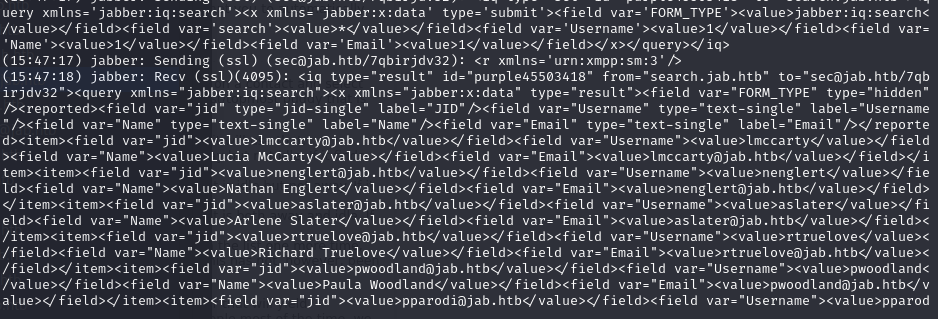 uery xmlns='jabber:iq:search'><x xmlns='jabber:x:data' type='submit'><field var='FORM_TYPE'><value>jabber:iq:search<
/value></field><field var='search'><value>*</value></field><field var='Username'><value>1</value></field><field var=
'Name'><value>1</value></field><field var='Email'><value>1</value></field></x></query></iq>
(15:47:17) jabber: Sending (ssl) (sec@jab.htb/7qbirjdv32): <r xmlns='urn:xmpp:sm:3'/>
(15:47:18) jabber: Recv (ssl)(4095): <iq type="result" id="purple45503418" from="search.jab.htb" to="sec@jab.htb/7qb
irjdv32"><query xmlns="jabber:iq:search"><x xmlns="jabber:x:data" type="result"><field var="FORM_TYPE" type="hidden"
/><reported><field var="jid" type="jid-single" label="JID"/><field var="Username" type="text-single" label="Username
"/><field var="Name" type="text-single" label="Name"/><field var="Email" type="text-single" label="Email"/></reporte
d><item><field var="jid"><value>lmccarty@jab.htb</value></field><field var="Username"><value>lmccarty</value></field
><field var="Name"><value>Lucia McCarty</value></field><field var="Email"><value>lmccarty@jab.htb</value></field></i
tem><item><field var="jid"><value>nenglert@jab.htb</value></field><field var="Username"><value>nenglert</value></fie
ld><field var="Name"><value>Nathan Englert</value></field><field var="Email"><value>nenglert@jab.htb</value></field>
</item><item><field var="jid"><value>aslater@jab.htb</value></field><field var="Username"><value>aslater</value></fi
eld><field var="Name"><value>Arlene Slater</value></field><field var="Email"><value>aslater@jab.htb</value></field><
/item><item><field var="jid"><value>rtruelove@jab.htb</value></field><field var="Username"><value>rtruelove</value><
/field><field var="Name"><value>Richard Truelove</value></field><field var="Email"><value>rtruelove@jab.htb</value><
/field></item><item><field var="jid"><value>pwoodland@jab.htb</value></field><field var="Username"><value>pwoodland<
/value></field><field var="Name"><value>Paula Woodland</value></field><field var="Email"><value>pwoodland@jab.htb</v
alue></field></item><item><field var="jid"><value>pparodi@jab.htb</value></field><field var="Username"><value>pparod